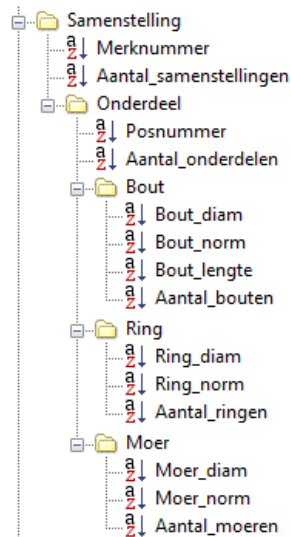 Samenstelling
Merknummer
Aantal_samenstellingen
Onderdeel
Posnummer
Aantal_onderdelen
Bout
Bout_diam
Bout_norm
Bout_lengte
Aantal_bouten
Ring
Ring_diam
Ring_norm
Aantal_ringen
Moer
Moer_diam
Moer_norm
Aantal_moeren